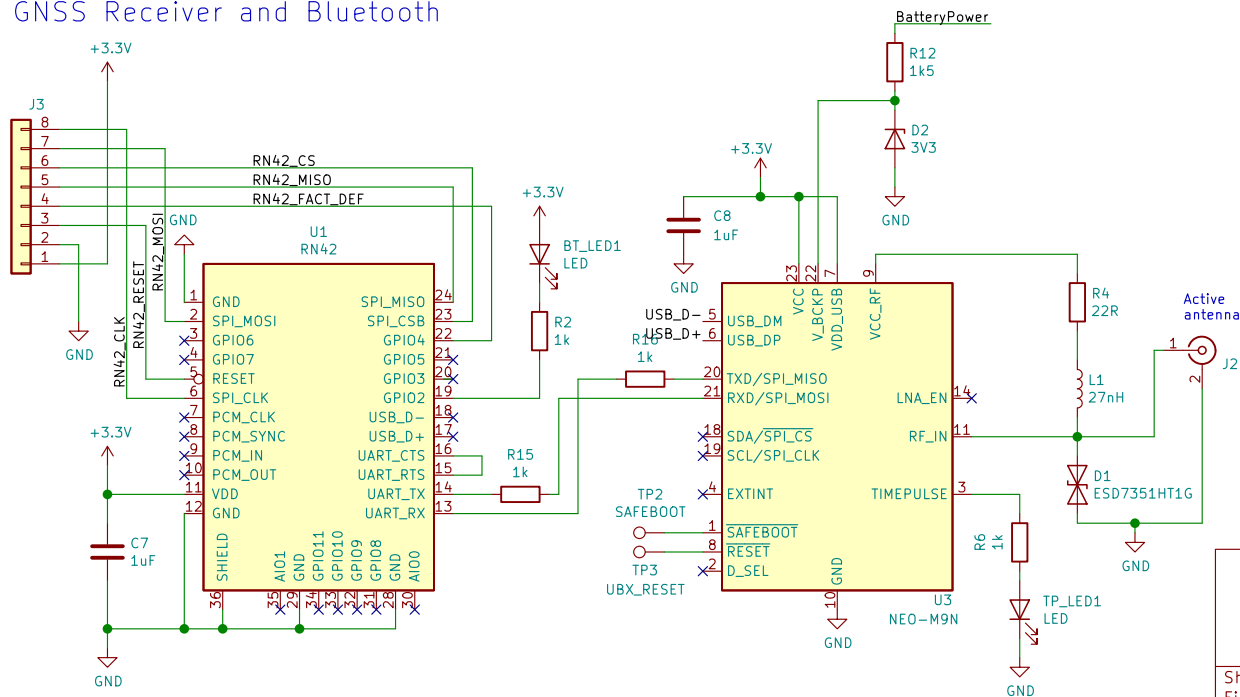 GNSS Receiver and Bluetooth
BatteryPower
+3.3V
R12
1k5
J3
8
7
6
5
4
3
2
1
RN42_CS
RN42_MISO
RN42_FACT_DEF
RN42_MOSI
RN42_RESET
RN42_CLK
GND
GND
D2
3V3
GND
+3.3V
C8
1uF
GND
+3.3V
BT_LED1
LED
R2
1k
U1
RN42
1 GND
2 SPI_MOSI
3 GPIO6
4 GPIO7
5 RESET
6 SPI_CLK
7 PCM_CLK
8 PCM_SYNC
9 PCM_IN
10 PCM_OUT
11 VDD
12 GND
SPI_MISO 24
SPI_CSB 23
GPIO4 22
GPIO5 21
GPIO3 20
GPIO2 19
USB_D- 18
USB_D+ 17
UART_CTS 16
UART_RTS 15
UART_TX 14
UART_RX 13
SHIELD 36
AIO1 35
GND 29
GPIO11 34
GPIO10 33
GPIO9 32
GPIO8 31
GND 28
AIO0 30
+3.3V
C7
1uF
GND
R15
1k
R16
1k
USB_D-
USB_D+
23 VCC
22 V_BCKP
7 VDD_USB
9 VCC_RF
5 USB_DM
6 USB_DP
20 TXD/SPI_MISO
21 RXD/SPI_MOSI
18 SDA/SPI_CS
19 SCL/SPI_CLK
4 EXTINT
1 SAFEBOOT
8 RESET
2 D_SEL
LNA_EN 14
RF_IN 11
TIMEPULSE 3
GND 10
U3
NEO-M9N
GND
TP2
SAFEBOOT
TP3
UBX_RESET
R4
22R
L1
27nH
Active
antenna
1
2
J2
D1
ESD7351HT1G
GND
R6
1k
TP_LED1
LED
GND